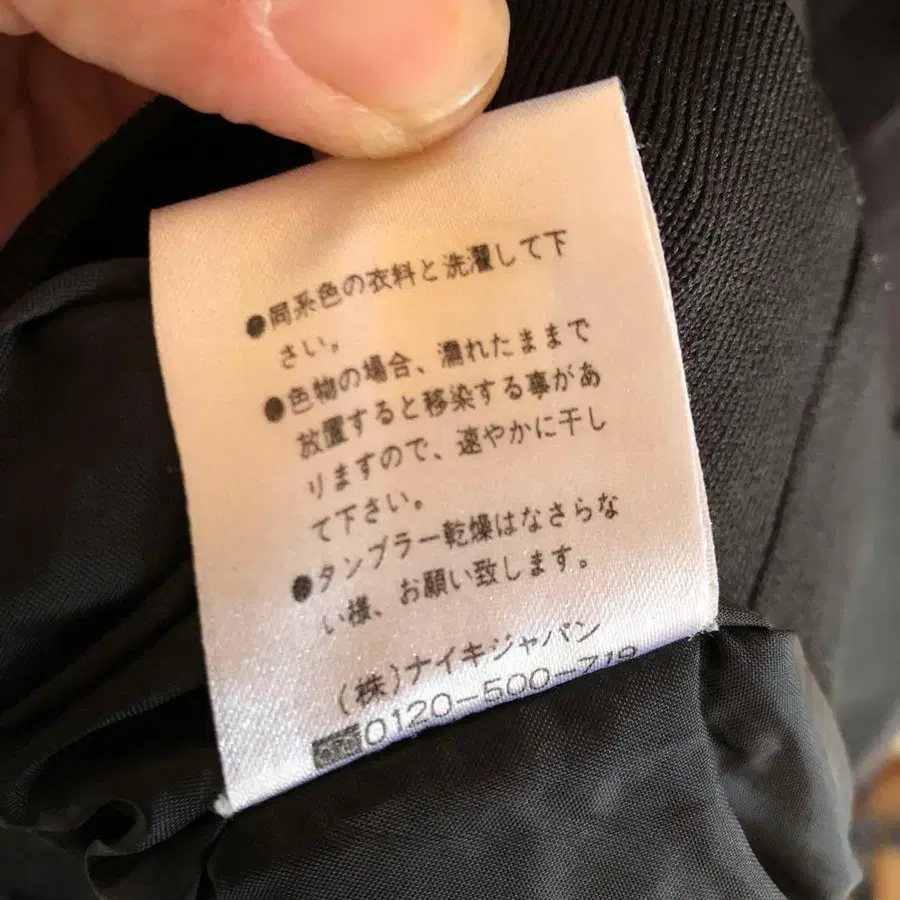 ●同系色の衣料と洗濯して下
さい。
●色物の場合、濡れたままで
放置すると移染する事があ
りますので、速やかに干し
て下さい。
●タンブラー乾燥はなさらな
い様、お願い致します。
(株)ナイキジャパン
0120-500-719